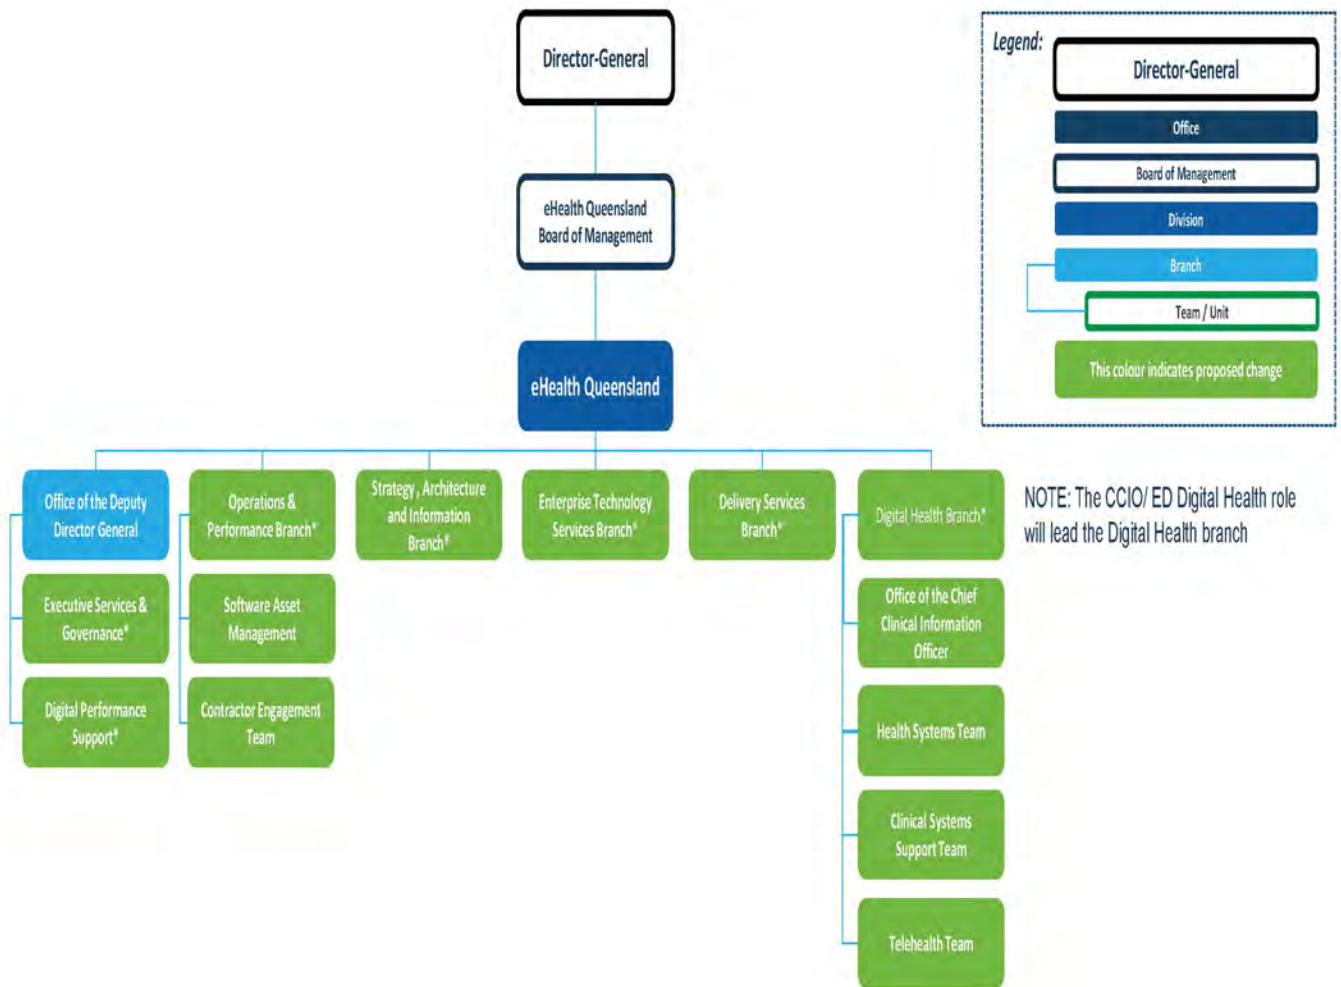 Director-General
eHealth Queensland
Board of Management
eHealth Queensland
Legend:
Director-General
Office
Board of Management
Division
Branch
Team / Unit
This colour indicates proposed change
Office of the Deputy
Director General
Executive Services &
Governance*
Digital Performance
Support*
Operations &
Performance Branch*
Software Asset
Management
Contractor Engagement
Team
Strategy , Architecture
and Information
Branch*
Enterprise Technology
Services Branch*
Delivery Services
Branch*
Digital Health Branch*
Office of the Chief
Clinical Information
Officer
Health Systems Team
Clinical Systems
Support Team
Telehealth Team
NOTE: The CCIO/ ED Digital Health role
will lead the Digital Health branch